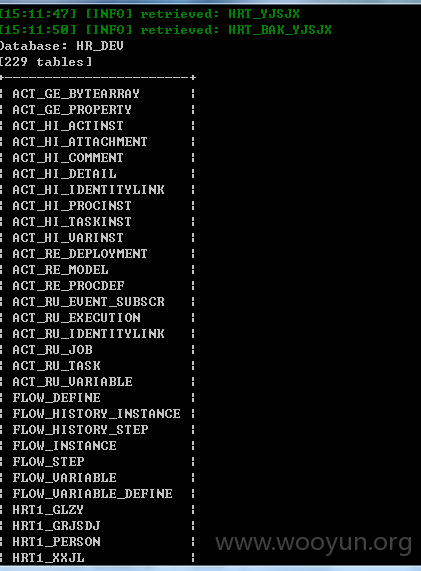 [15:11:47] [INFO] retrieved: HRT_YJSJX
[15:11:50] [INFO] retrieved: HRT_BAK_YJSJX
Database: HR_DEV
[229 tables]
+-----------------------+
| ACT_GE_BYTEARRAY |
| ACT_GE_PROPERTY |
| ACT_HI_ACTINST |
| ACT_HI_ATTACHMENT |
| ACT_HI_COMMENT |
| ACT_HI_DETAIL |
| ACT_HI_IDENTITYLINK |
| ACT_HI_PROCINST |
| ACT_HI_TASKINST |
| ACT_HI_VARINST |
| ACT_RE_DEPLOYMENT |
| ACT_RE_MODEL |
| ACT_RE_PROCDEF |
| ACT_RU_EVENT_SUBSCR |
| ACT_RU_EXECUTION |
| ACT_RU_IDENTITYLINK |
| ACT_RU_JOB |
| ACT_RU_TASK |
| ACT_RU_VARIABLE |
| FLOW_DEFINE |
| FLOW_HISTORY_INSTANCE |
| FLOW_HISTORY_STEP |
| FLOW_INSTANCE |
| FLOW_STEP |
| FLOW_VARIABLE |
| FLOW_VARIABLE_DEFINE |
| HRT1_GLZY |
| HRT1_GRJSDJ |
| HRT1_PERSON |
| HRT1_XXJL |
www.wooyun.org